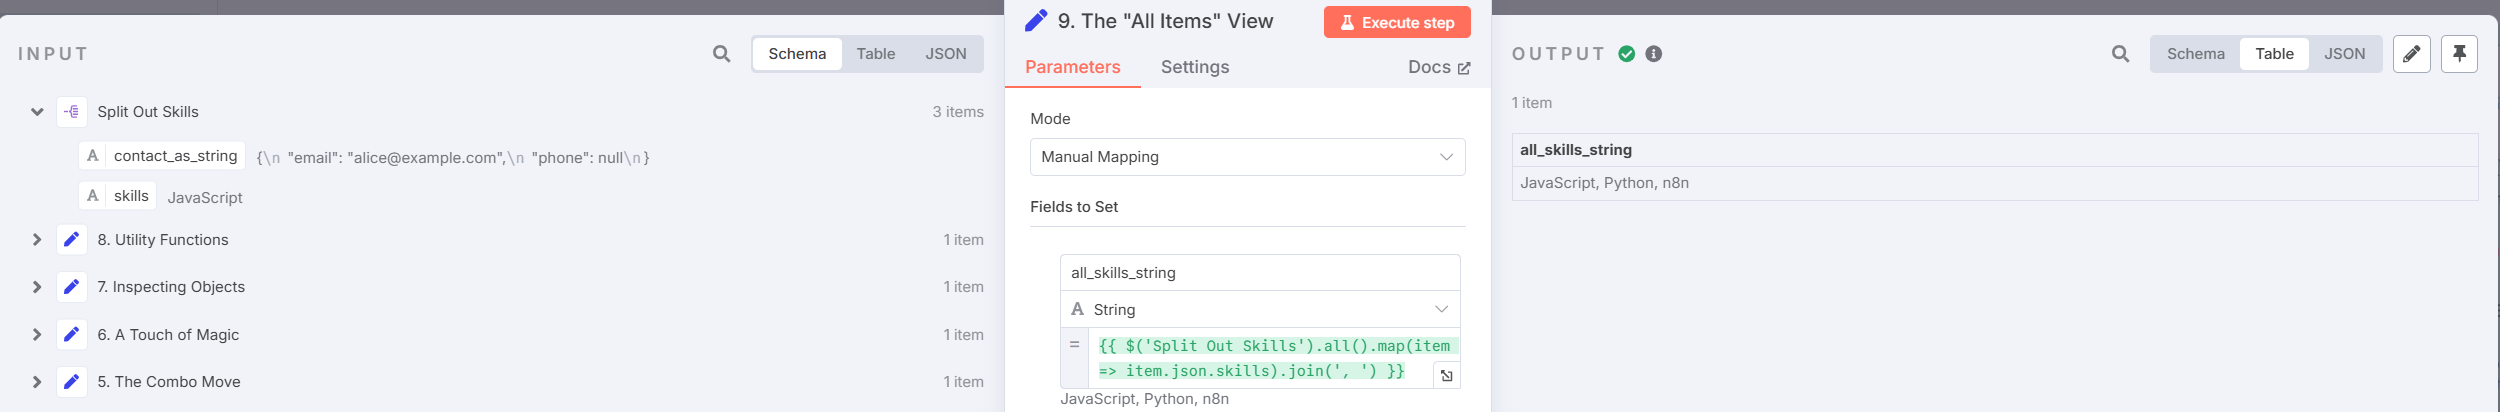 INPUT
Schema
Table
JSON
Split Out Skills
3 items
A contact_as_string {\n "email": "alice@example.com",\n "phone": null\n}
A skills JavaScript
8. Utility Functions
1 item
7. Inspecting Objects
1 item
6. A Touch of Magic
1 item
5. The Combo Move
1 item
9. The "All Items" View
Execute step
Parameters
Settings
Docs
Mode
Manual Mapping
Fields to Set
all_skills_string
A String
= {{ $('Split Out Skills').all().map(item
=> item.json.skills).join(', ') }}
JavaScript, Python, n8n
OUTPUT
Schema
Table
JSON
1 item
all_skills_string
JavaScript, Python, n8n